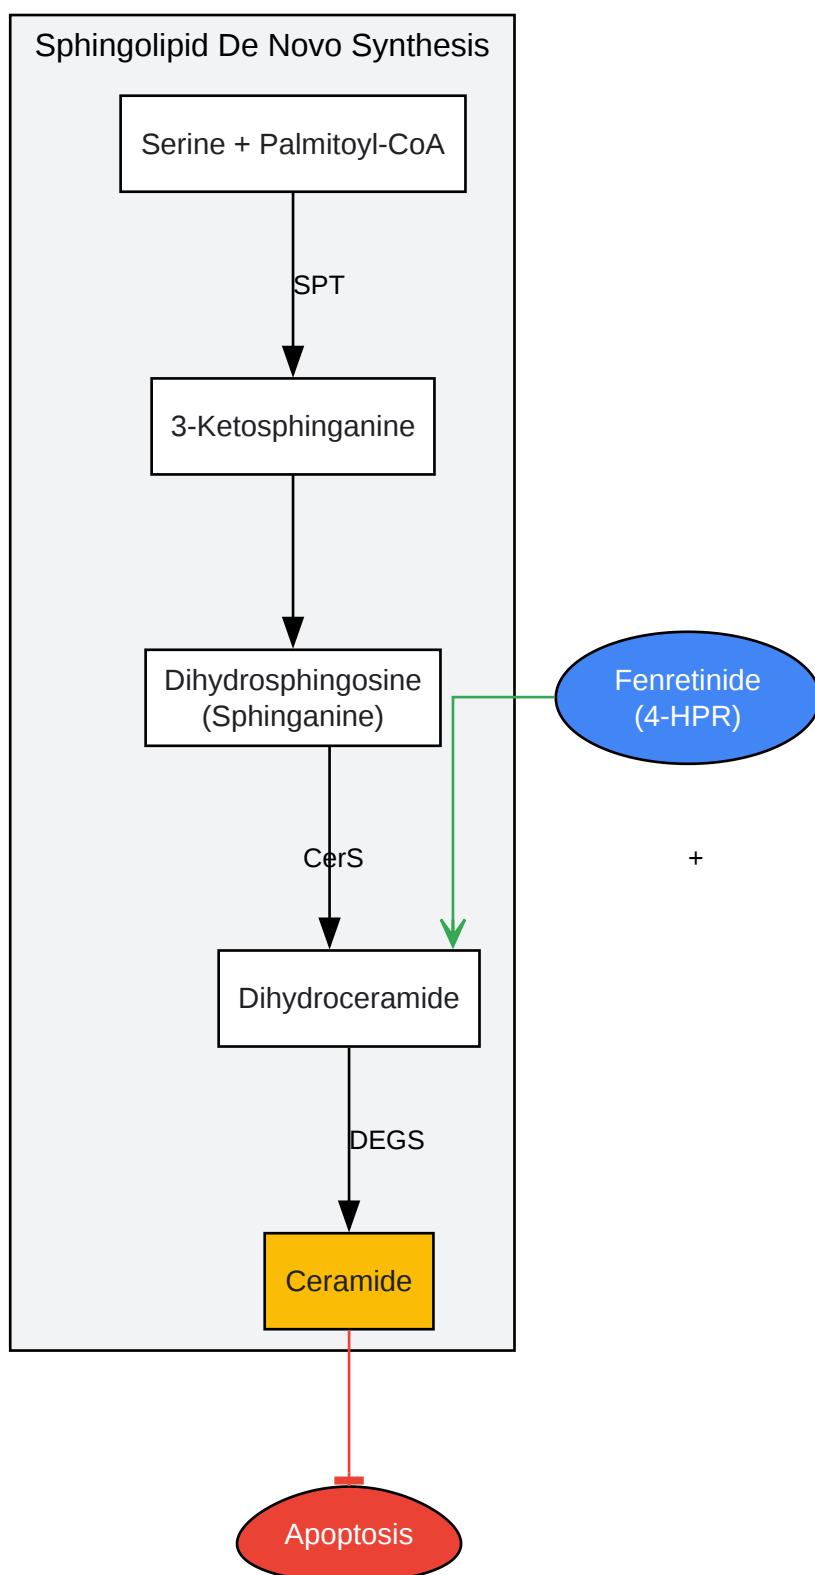 Sphingolipid De Novo Synthesis
Serine + Palmitoyl-CoA
SPT
3-Ketosphinganine
Dihydrosphingosine
(Sphinganine)
Fenretinide
(4-HPR)
CerS
+
Dihydroceramide
DEGS
Ceramide
Apoptosis